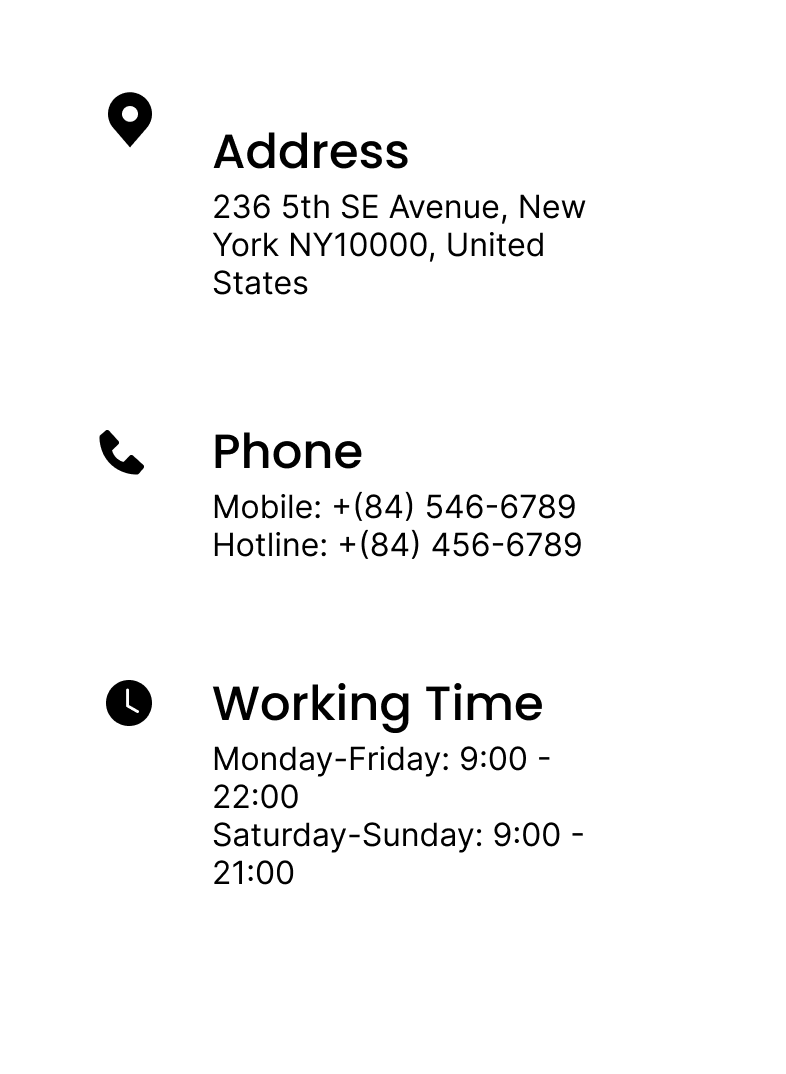 Address
236 5th SE Avenue, New
York NY10000, United
States
Phone
Mobile: +(84) 546-6789
Hotline: +(84) 456-6789
Working Time
Monday-Friday: 9:00 -
22:00
Saturday-Sunday: 9:00 -
21:00